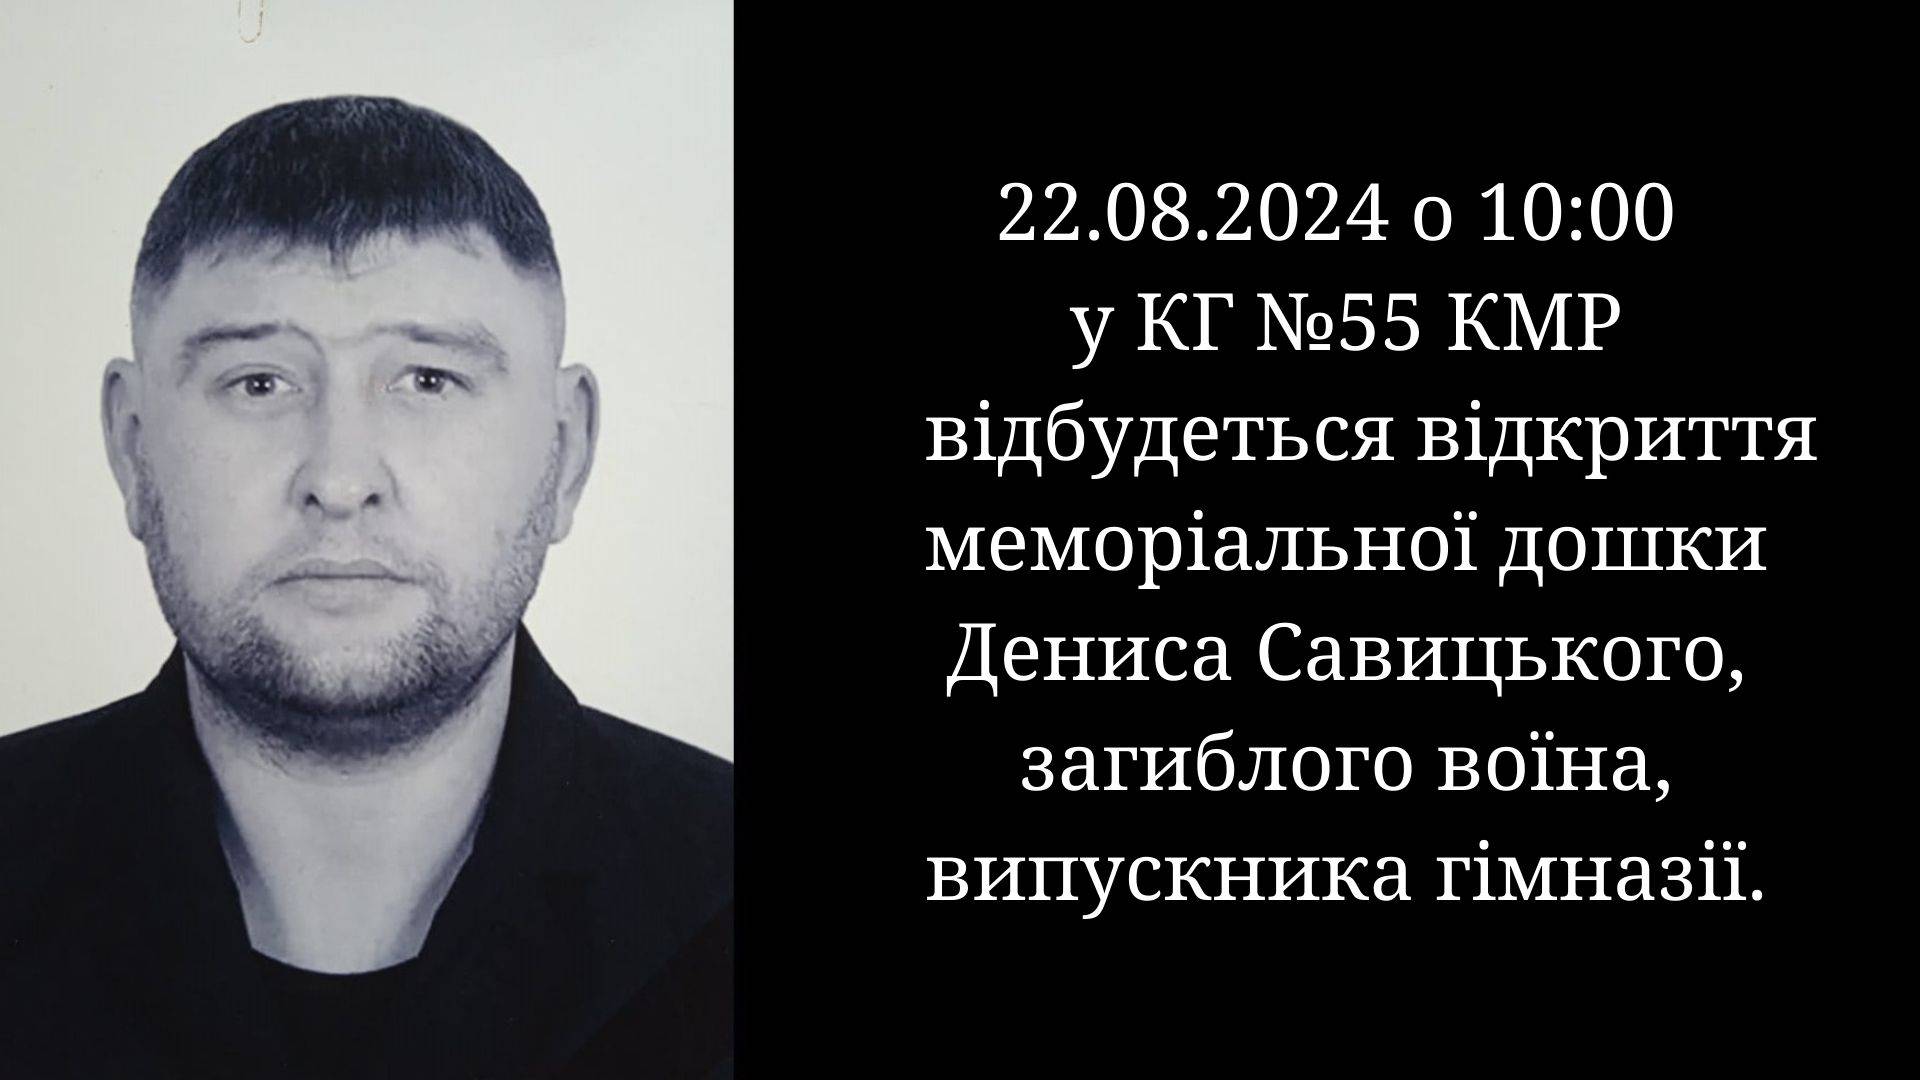 22.08.2024 о 10:00
у КГ №55 КМР
відбудеться відкриття
меморіальної дошки
Дениса Савицького,
загиблого воїна,
випускника гімназії.